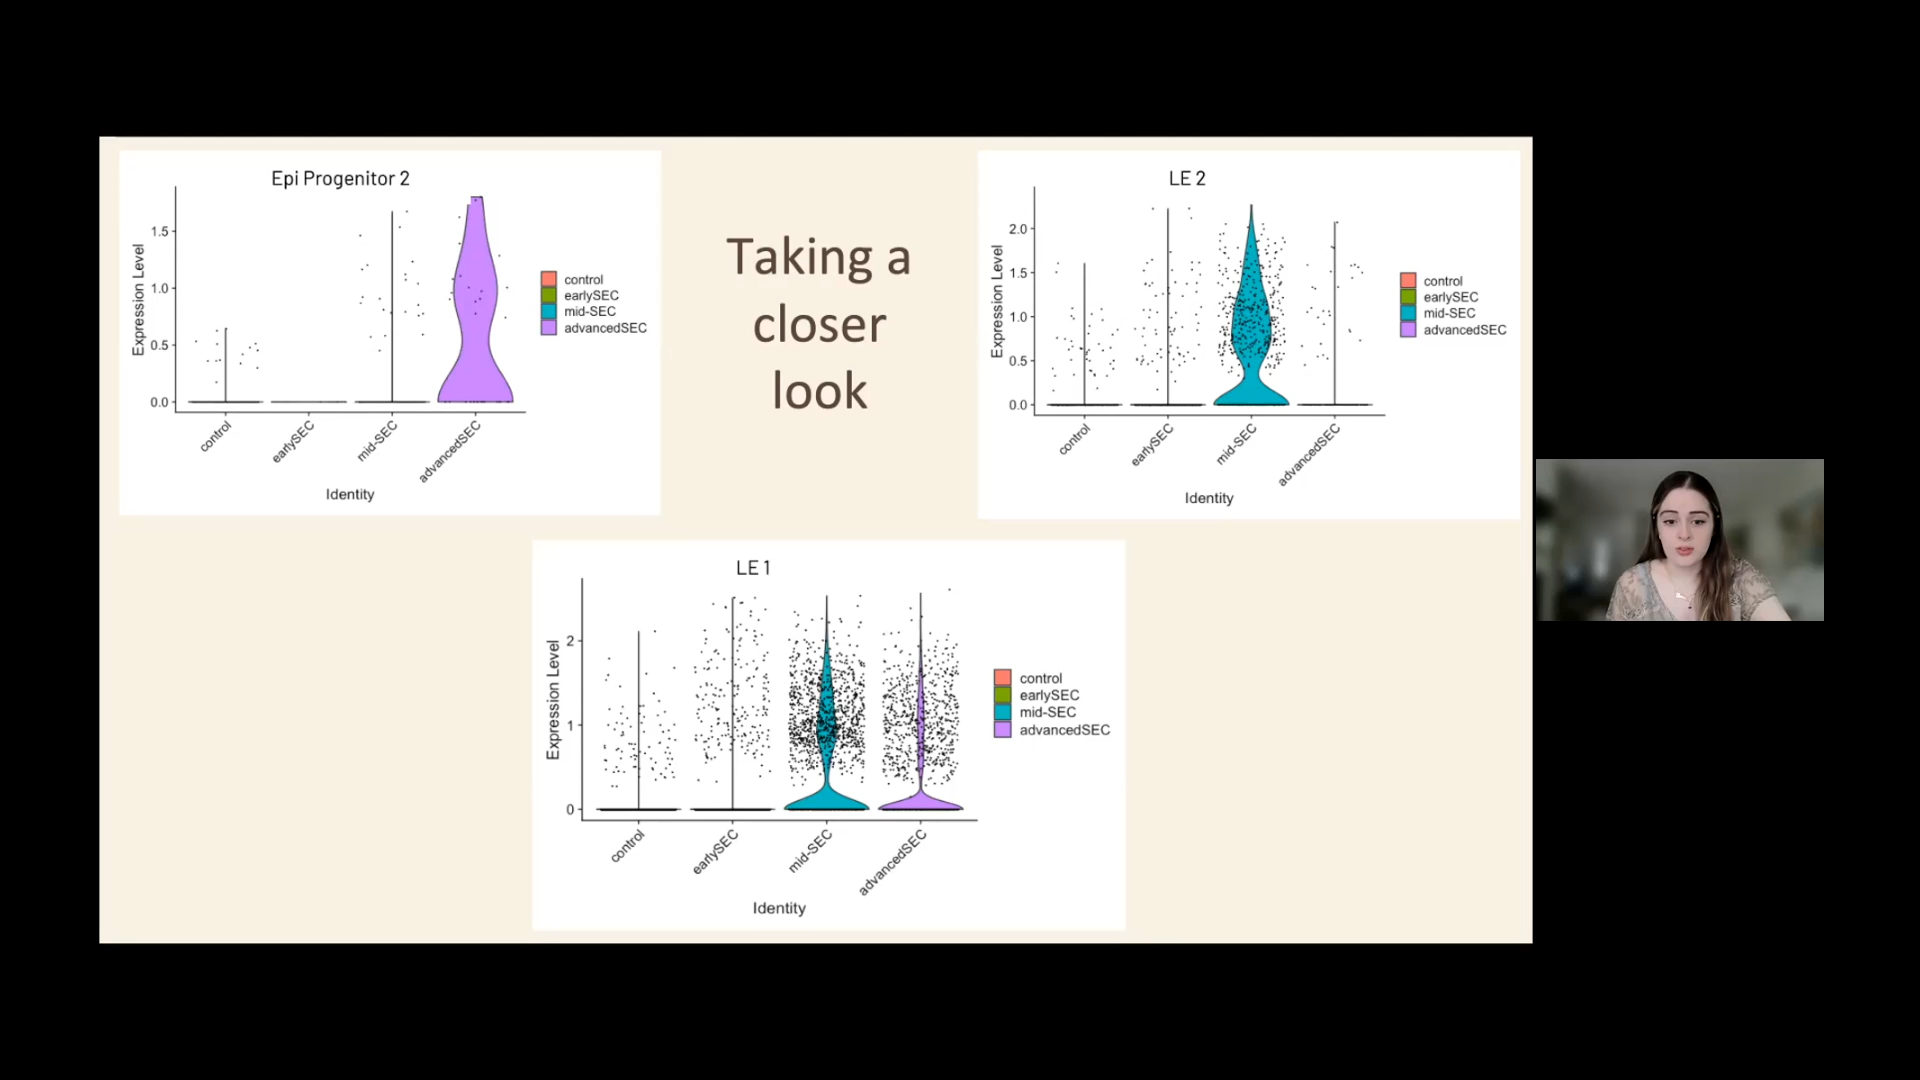 Epi Progenitor 2
Expression Level
1.5
1.0
0.5
0.0
control
earlySEC
mid-SEC
advancedSEC
Identity
control
earlySEC
mid-SEC
advancedSEC
Taking a
closer
look
LE 2
Expression Level
2.0
1.5
1.0
0.5
0.0
control
earlySEC
mid-SEC
advancedSEC
Identity
control
earlySEC
mid-SEC
advancedSEC
LE 1
Expression Level
2
1
0
control
earlySEC
mid-SEC
advancedSEC
Identity
control
earlySEC
mid-SEC
advancedSEC